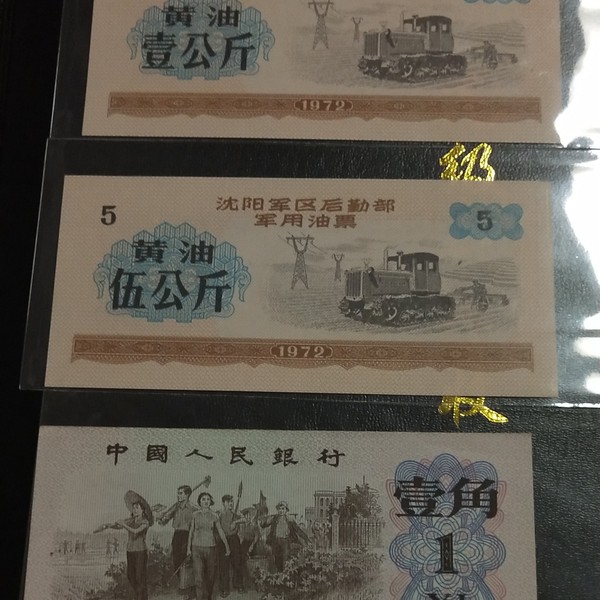 黄油
壹公斤
1972
沈阳军区后勤部
军用油票
5
5
黄油
伍公斤
1972
中國人民銀行
壹角
1